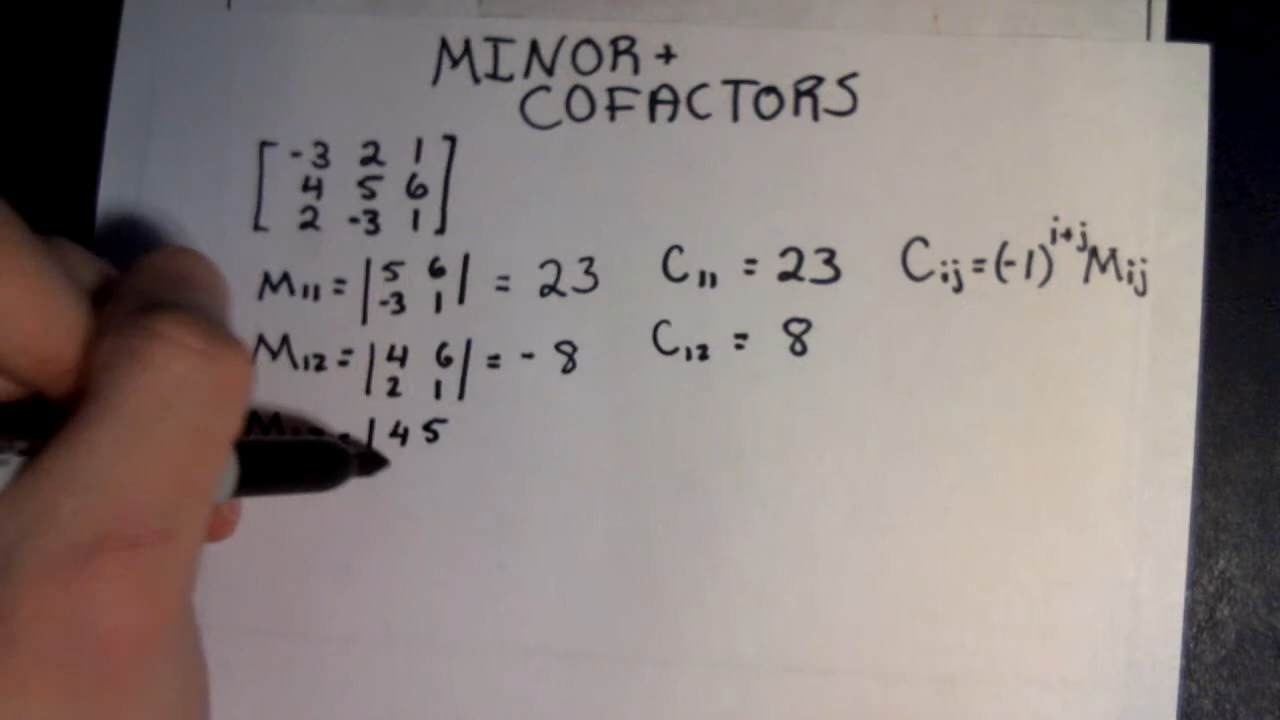 MINOR +
COFACTORS
[ -3 2 1 ]
[ 4 5 6 ]
[ 2 -3 1 ]
M11 = | 5 6 | = 23 C11 = 23 Cij = (-1)^i+j Mij
| -3 1 |
M12 = | 4 6 | = - 8 C12 = 8
| 2 1 |
= | 4 5